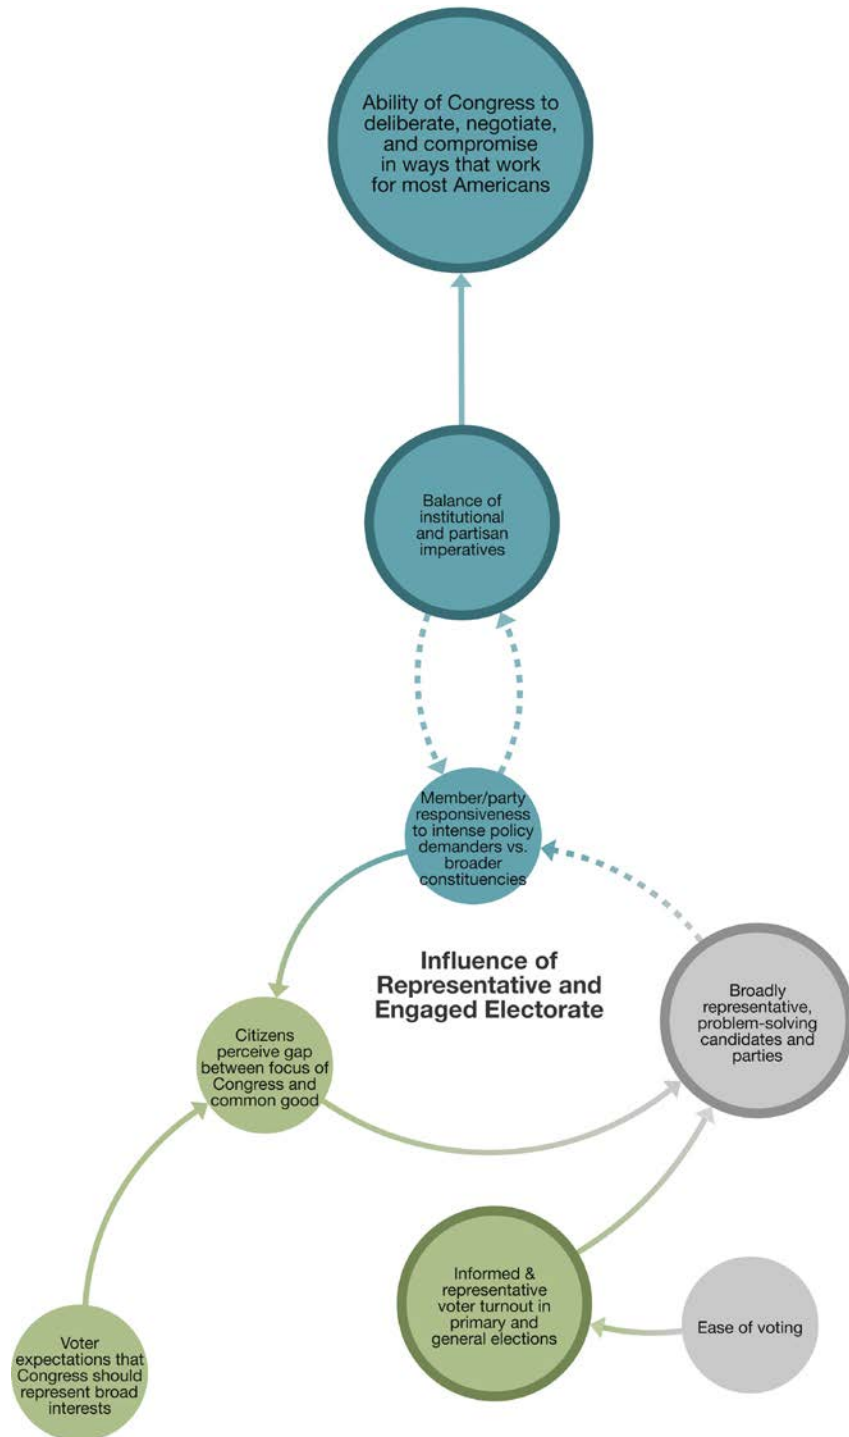 Ability of Congress to
deliberate, negotiate,
and compromise
in ways that work
for most Americans
Balance of
institutional
and partisan
imperatives
Member/party
responsiveness
to intense policy
demanders vs.
broader
constituencies
Influence of
Representative and
Engaged Electorate
Broadly
representative,
problem-solving
candidates and
parties
Citizens
perceive gap
between focus of
Congress and
common good
Informed &
representative
voter turnout in
primary and
general elections
Ease of voting
Voter
expectations that
Congress should
represent broad
interests